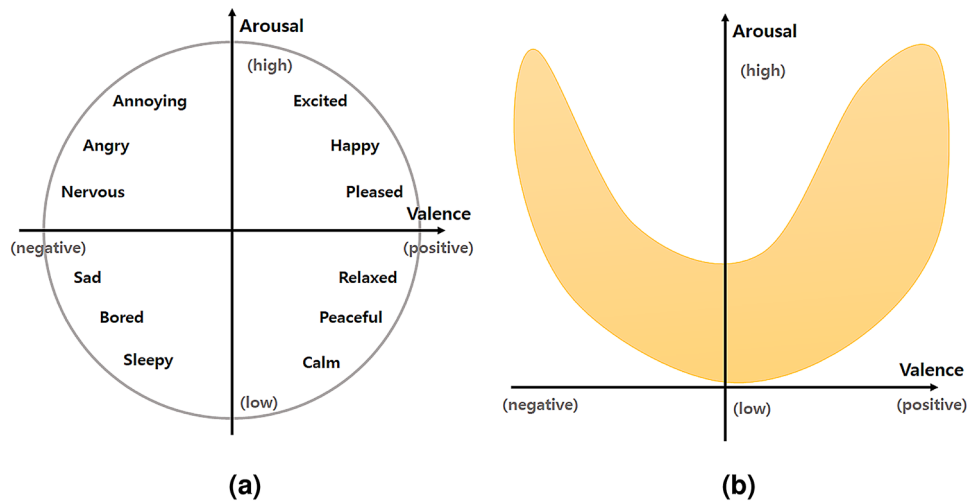 Arousal
(high)
Annoying
Excited
Angry
Happy
Nervous
Pleased
Valence
(negative)
(positive)
Sad
Relaxed
Bored
Peaceful
Sleepy
Calm
(low)
(a)
Arousal
(high)
Valence
(negative)
(low)
(positive)
(b)